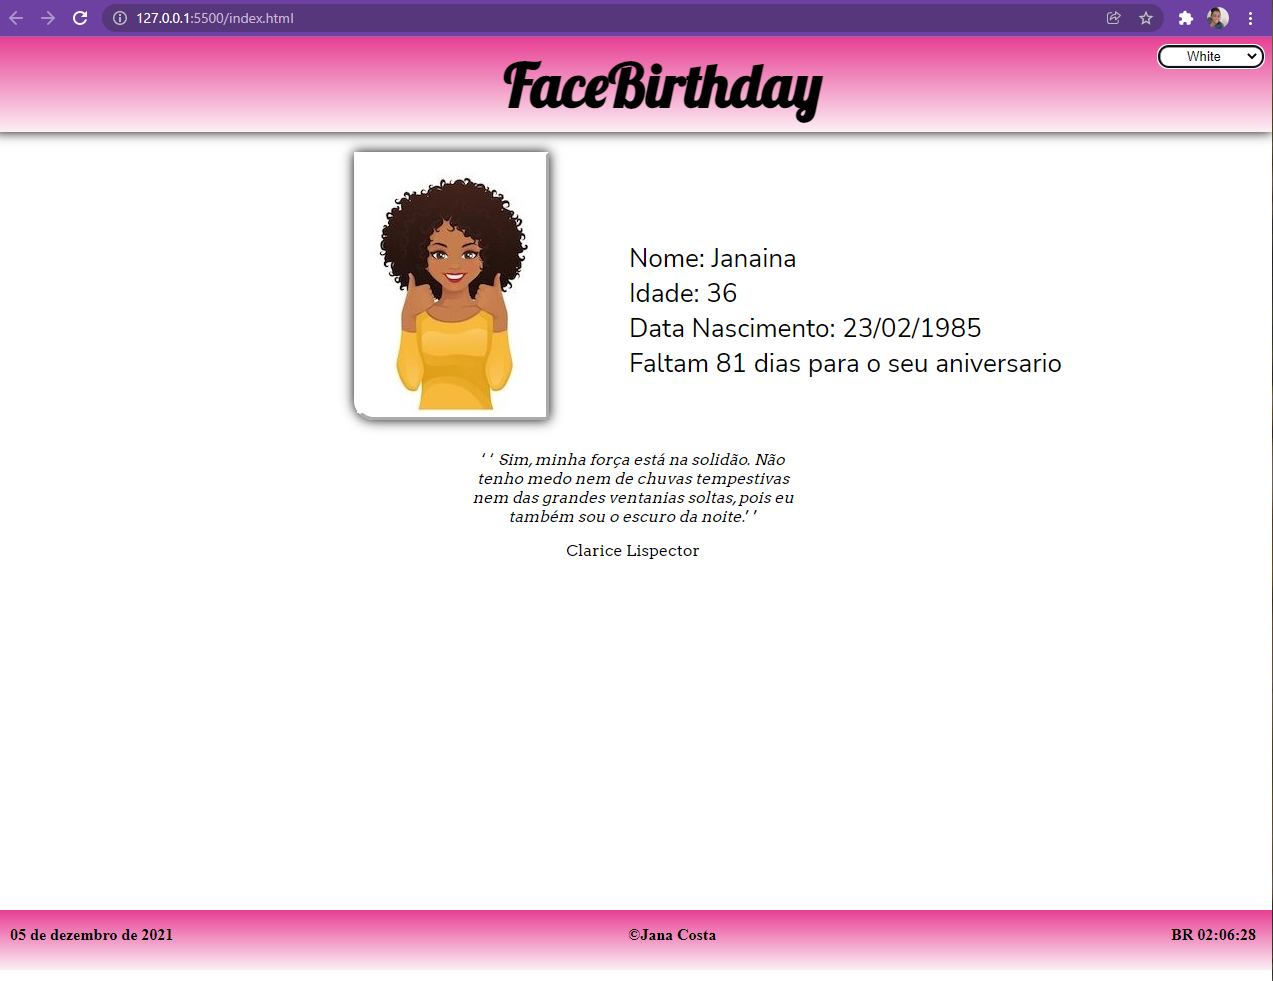 127.0.0.1:5500/index.html
White
FaceBirthday
Nome: Janaina
Idade: 36
Data Nascimento: 23/02/1985
Faltam 81 dias para o seu aniversario
‘ ‘ Sim, minha força está na solidão. Não
tenho medo nem de chuvas tempestivas
nem das grandes ventanias soltas, pois eu
também sou o escuro da noite.’ ’
Clarice Lispector
05 de dezembro de 2021
©Jana Costa
BR 02:06:28